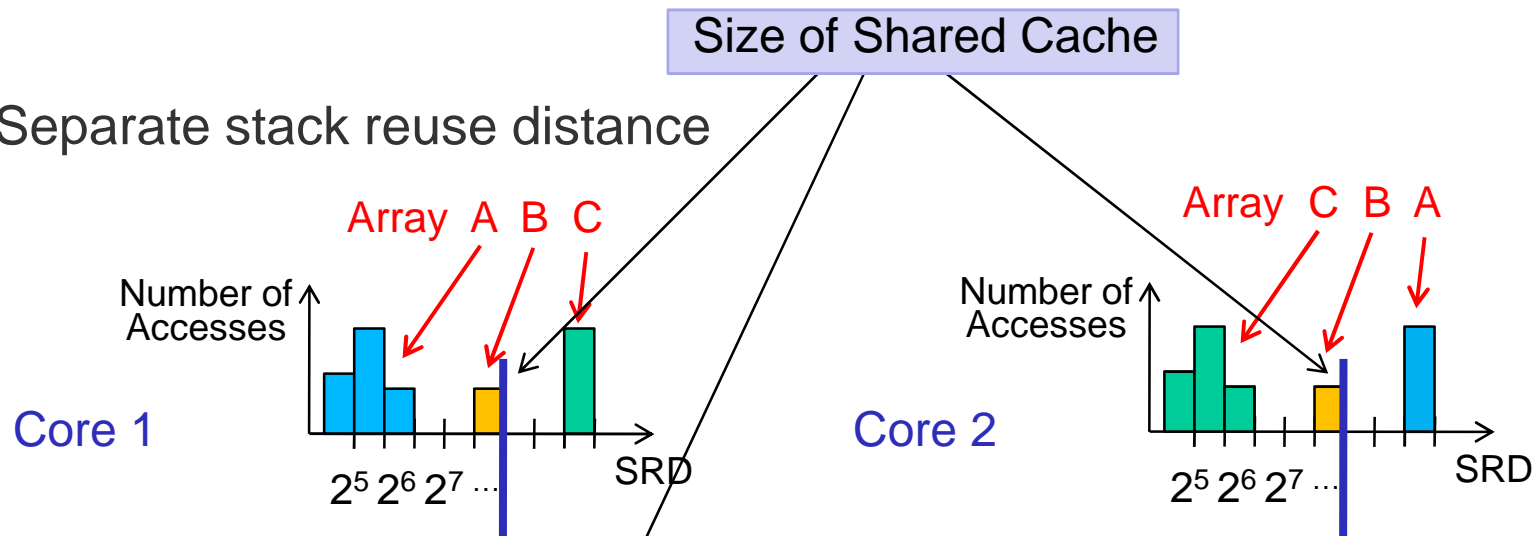 Size of Shared Cache
Separate stack reuse distance
Array A B C
Number of
Accesses
Core 1
2⁵ 2⁶ 2⁷ ...
SRD
Array C B A
Number of
Accesses
Core 2
2⁵ 2⁶ 2⁷ ...
SRD